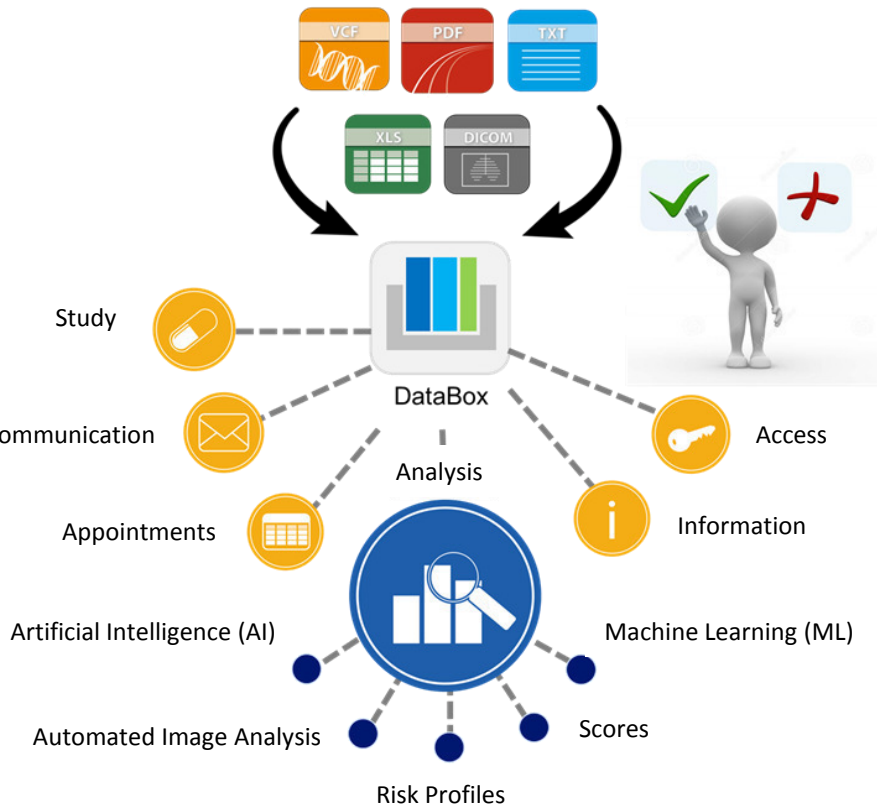 VCF
PDF
TXT
XLS
DICOM
DataBox
Study
ommunication
Access
Analysis
Appointments
i
Information
Artificial Intelligence (AI)
Machine Learning (ML)
Automated Image Analysis
Scores
Risk Profiles